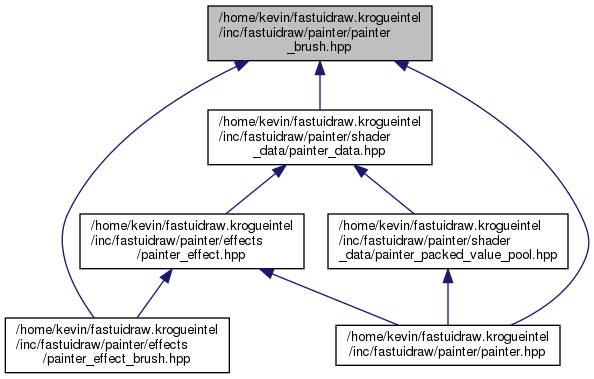 /home/kevin/fastuidraw.krogueintel
/inc/fastuidraw/painter/painter
_brush.hpp
/home/kevin/fastuidraw.krogueintel
/inc/fastuidraw/painter/shader
_data/painter_data.hpp
/home/kevin/fastuidraw.krogueintel
/inc/fastuidraw/painter/effects
/painter_effect.hpp
/home/kevin/fastuidraw.krogueintel
/inc/fastuidraw/painter/shader
_data/painter_packed_value_pool.hpp
/home/kevin/fastuidraw.krogueintel
/inc/fastuidraw/painter/effects
/painter_effect_brush.hpp
/home/kevin/fastuidraw.krogueintel
/inc/fastuidraw/painter/painter.hpp